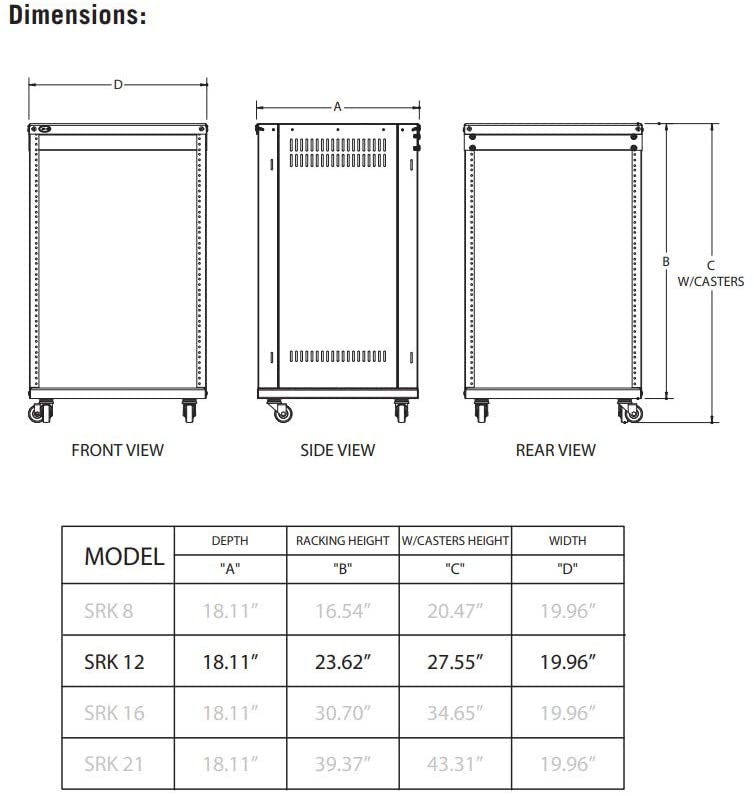 Dimensions:
D
A
B
C
W/CASTERS
FRONT VIEW
SIDE VIEW
REAR VIEW
MODEL
DEPTH
RACKING HEIGHT
W/CASTERS HEIGHT
WIDTH
"A"
"B"
"C"
"D"
SRK 8 18.11” 16.54” 20.47” 19.96”
SRK 12 18.11” 23.62” 27.55” 19.96”
SRK 16 18.11” 30.70” 34.65” 19.96”
SRK 21 18.11” 39.37” 43.31” 19.96”